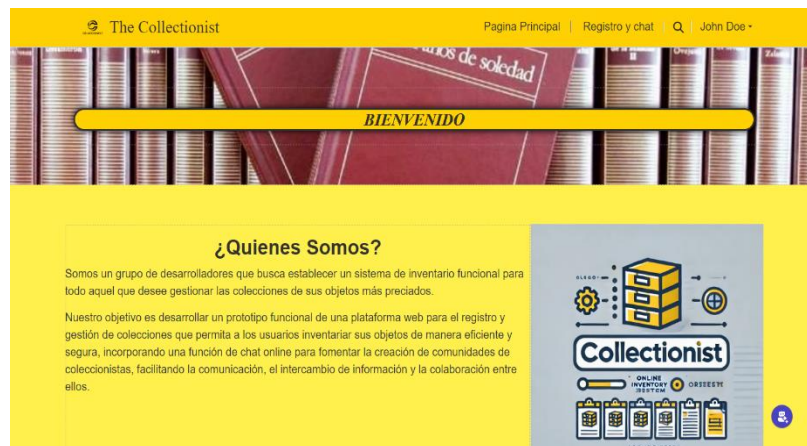 The Collectionist
Pagina Principal
Registro y chat
John Doe
de soledad
BIENVENIDO
¿Quienes Somos?
Somos un grupo de desarrolladores que busca establecer un sistema de inventario funcional para
todo aquel que desee gestionar las colecciones de sus objetos más preciados.
Nuestro objetivo es desarrollar un prototipo funcional de una plataforma web para el registro y
gestión de colecciones que permita a los usuarios inventariar sus objetos de manera eficiente y
segura, incorporando una función de chat online para fomentar la creación de comunidades de
coleccionistas, facilitando la comunicación, el intercambio de información y la colaboración entre
ellos.
Collectionist
ONLINE
INVENTORY